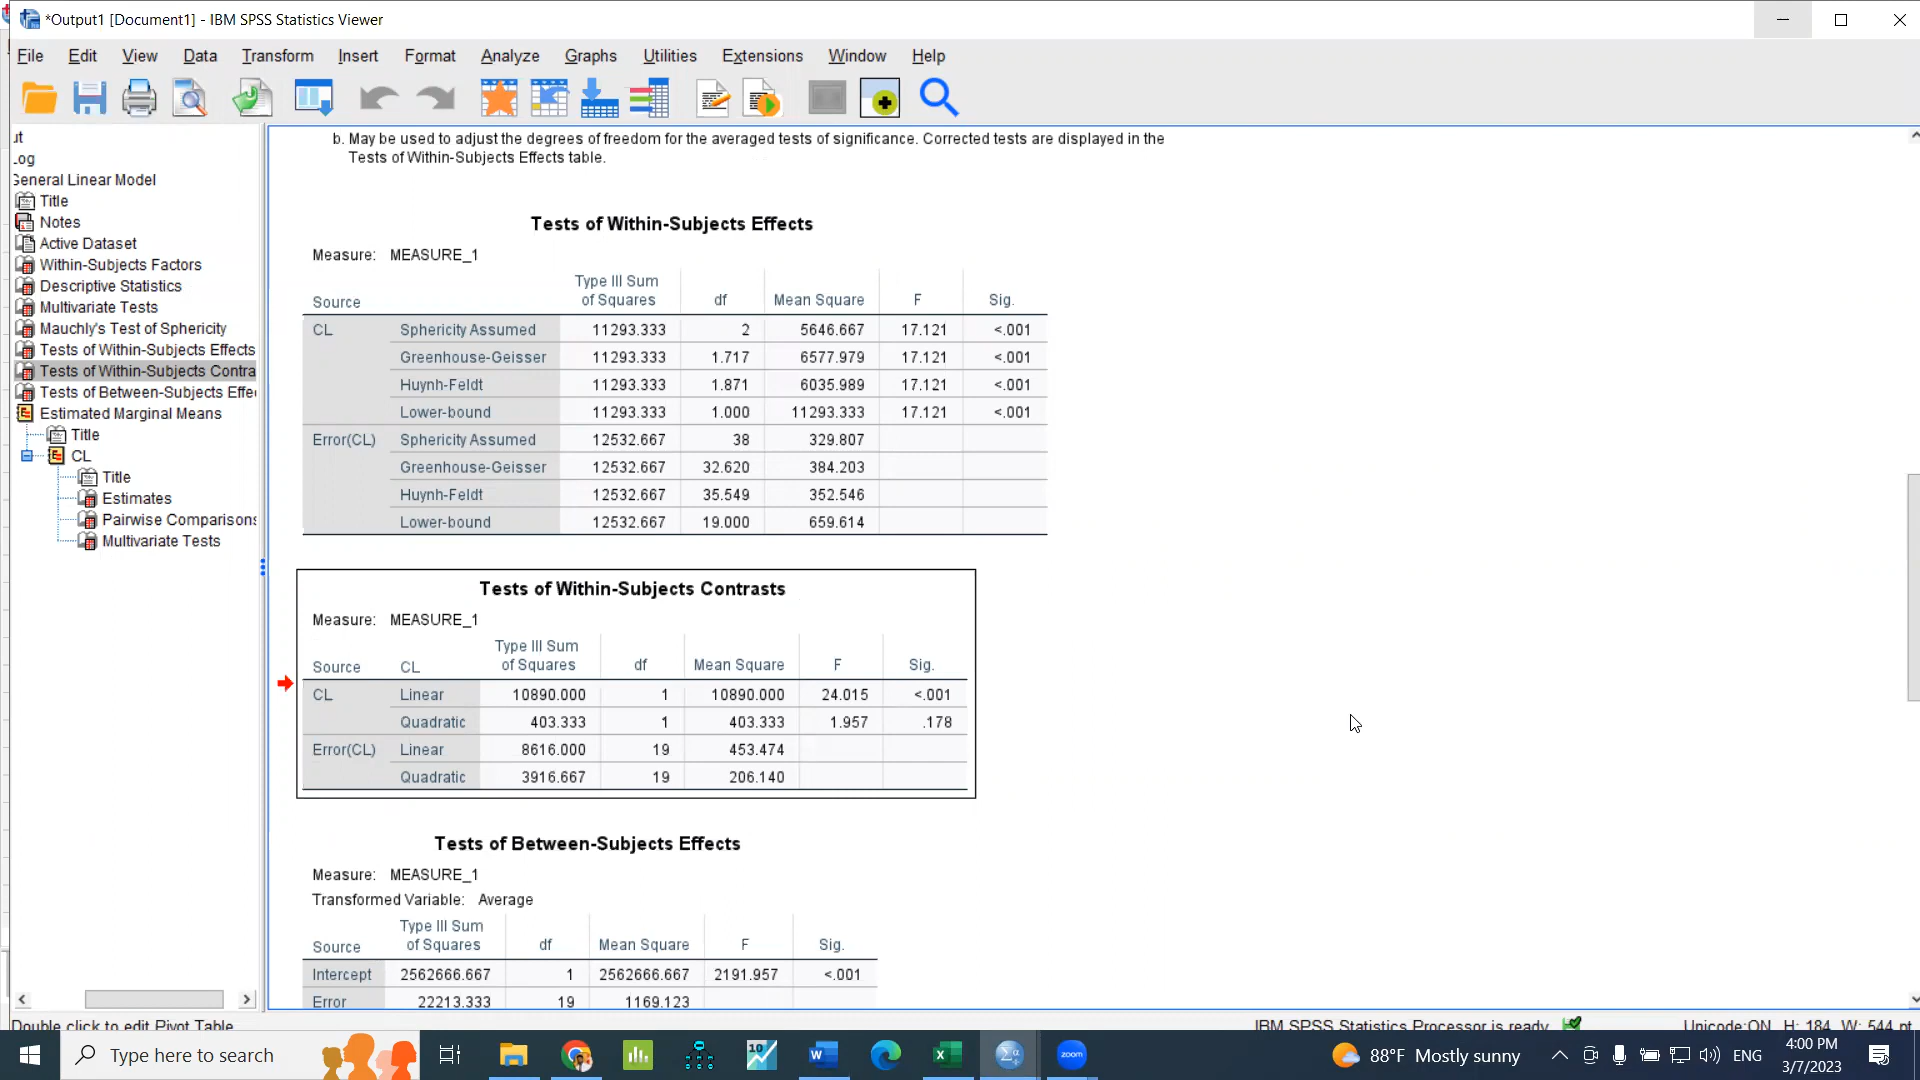 *Output1 [Document1] - IBM SPSS Statistics Viewer
File Edit View Data Transform Insert Format Analyze Graphs Utilities Extensions Window Help
ut
Log
General Linear Model
Title
Notes
Active Dataset
Within-Subjects Factors
Descriptive Statistics
Multivariate Tests
Mauchly's Test of Sphericity
Tests of Within-Subjects Effects
Tests of Within-Subjects Contra
Tests of Between-Subjects Effe
Estimated Marginal Means
Title
CL
Title
Estimates
Pairwise Comparisons
Multivariate Tests
b. May be used to adjust the degrees of freedom for the averaged tests of significance. Corrected tests are displayed in the
Tests of Within-Subjects Effects table.
Tests of Within-Subjects Effects
Measure: MEASURE_1
Source Type III Sum of Squares df Mean Square F Sig.
CL Sphericity Assumed 11293.333 2 5646.667 17.121 <.001
Greenhouse-Geisser 11293.333 1.717 6577.979 17.121 <.001
Huynh-Feldt 11293.333 1.871 6035.989 17.121 <.001
Lower-bound 11293.333 1.000 11293.333 17.121 <.001
Error(CL) Sphericity Assumed 12532.667 38 329.807
Greenhouse-Geisser 12532.667 32.620 384.203
Huynh-Feldt 12532.667 35.549 352.546
Lower-bound 12532.667 19.000 659.614
Tests of Within-Subjects Contrasts
Measure: MEASURE_1
Source CL Type III Sum of Squares df Mean Square F Sig.
CL Linear 10890.000 1 10890.000 24.015 <.001
Quadratic 403.333 1 403.333 1.957 .178
Error(CL) Linear 8616.000 19 453.474
Quadratic 3916.667 19 206.140
Tests of Between-Subjects Effects
Measure: MEASURE_1
Transformed Variable: Average
Source Type III Sum of Squares df Mean Square F Sig.
Intercept 2562666.667 1 2562666.667 2191.957 <.001
Error 22213.333 19 1169.123
Double click to edit Pivot Table
IBM SPSS Statistics Processor is ready
Unicode:ON H: 184, W: 544 pt
Type here to search
10
zoom
88°F Mostly sunny
ENG
4:00 PM
3/7/2023